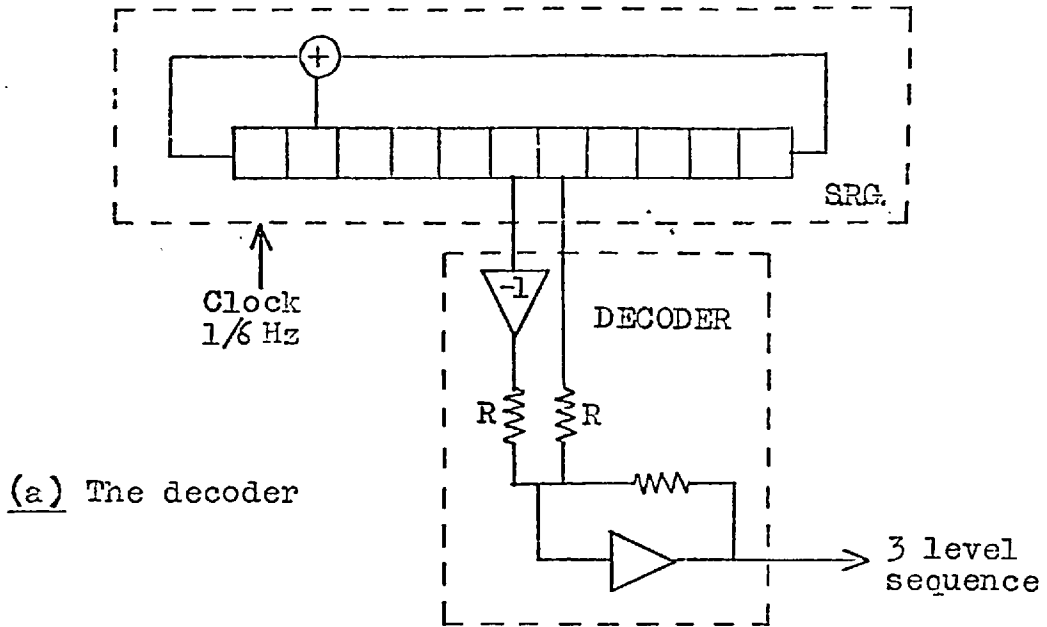 +
SRG.
Clock
1/6 Hz
-1
DECODER
R
R
(a) The decoder
3 level
sequence